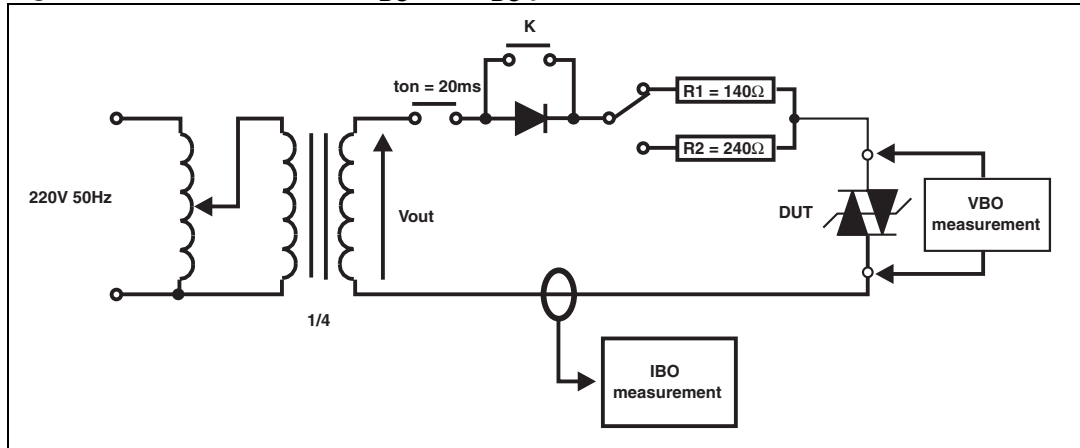 K
ton = 20ms
R1 = 140Ω
R2 = 240Ω
220V 50Hz
Vout
DUT
VBO
measurement
1/4
IBO
measurement